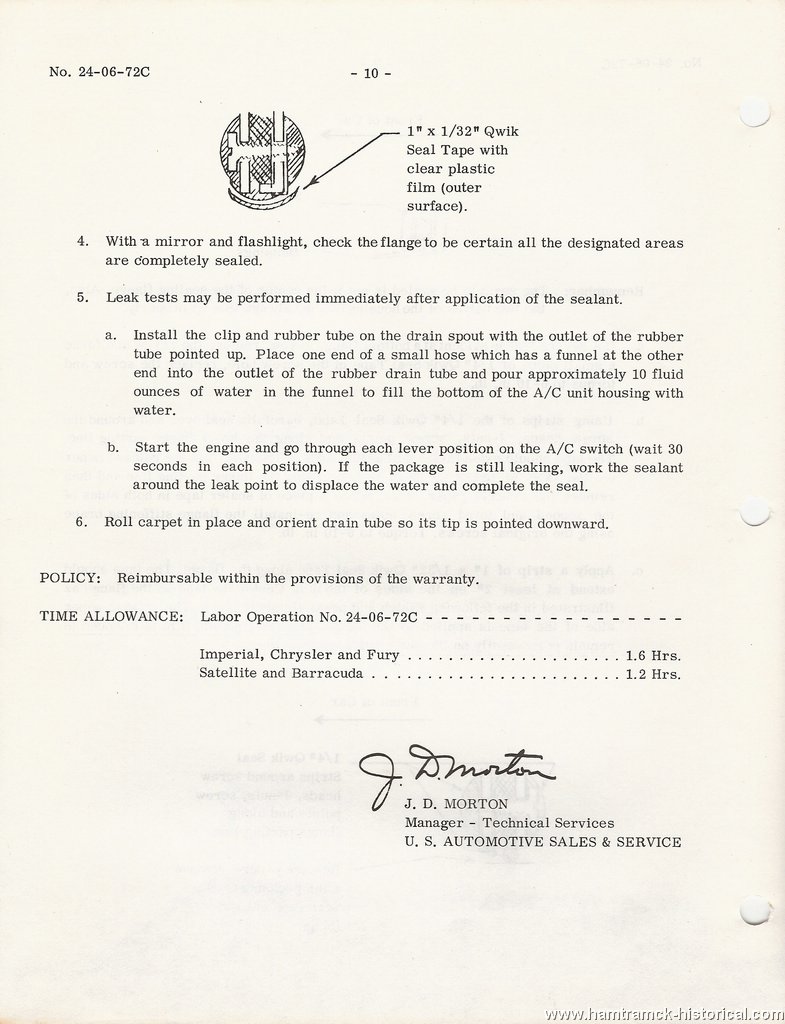 No. 24-06-72C
- 10 -
1" x 1/32" Qwik
Seal Tape with
clear plastic
film (outer
surface).
4. With a mirror and flashlight, check the flange to be certain all the designated areas
are completely sealed.
5. Leak tests may be performed immediately after application of the sealant.
a. Install the clip and rubber tube on the drain spout with the outlet of the rubber
tube pointed up. Place one end of a small hose which has a funnel at the other
end into the outlet of the rubber drain tube and pour approximately 10 fluid
ounces of water in the funnel to fill the bottom of the A/C unit housing with
water.
b. Start the engine and go through each lever position on the A/C switch (wait 30
seconds in each position). If the package is still leaking, work the sealant
around the leak point to displace the water and complete the seal.
6. Roll carpet in place and orient drain tube so its tip is pointed downward.
POLICY: Reimbursable within the provisions of the warranty.
TIME ALLOWANCE: Labor Operation No. 24-06-72C - - - - - - - - - - - - - - - - -
Imperial, Chrysler and Fury . . . . . . . . . . . . . . . . . . . . . 1.6 Hrs.
Satellite and Barracuda . . . . . . . . . . . . . . . . . . . . . . . . 1.2 Hrs.
J. D. Morton
J. D. MORTON
Manager - Technical Services
U. S. AUTOMOTIVE SALES & SERVICE
www.hamtramck-historical.com